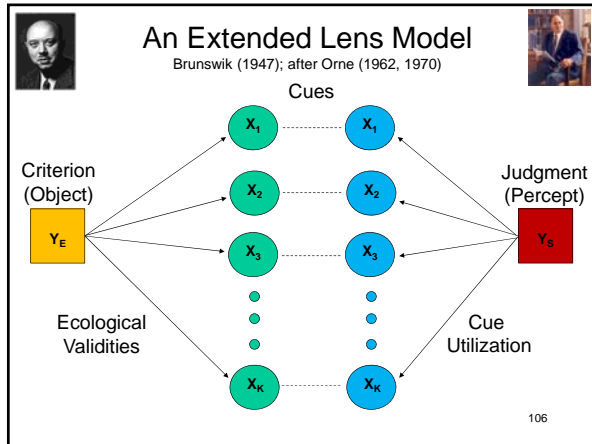 An Extended Lens Model
Brunswik (1947); after Orne (1962, 1970)
Cues
X1 X1
Criterion
(Object)
Judgment
(Percept)
X2 X2
YE
YS
X3 X3
Ecological
Validities
Cue
Utilization
XK XK
106